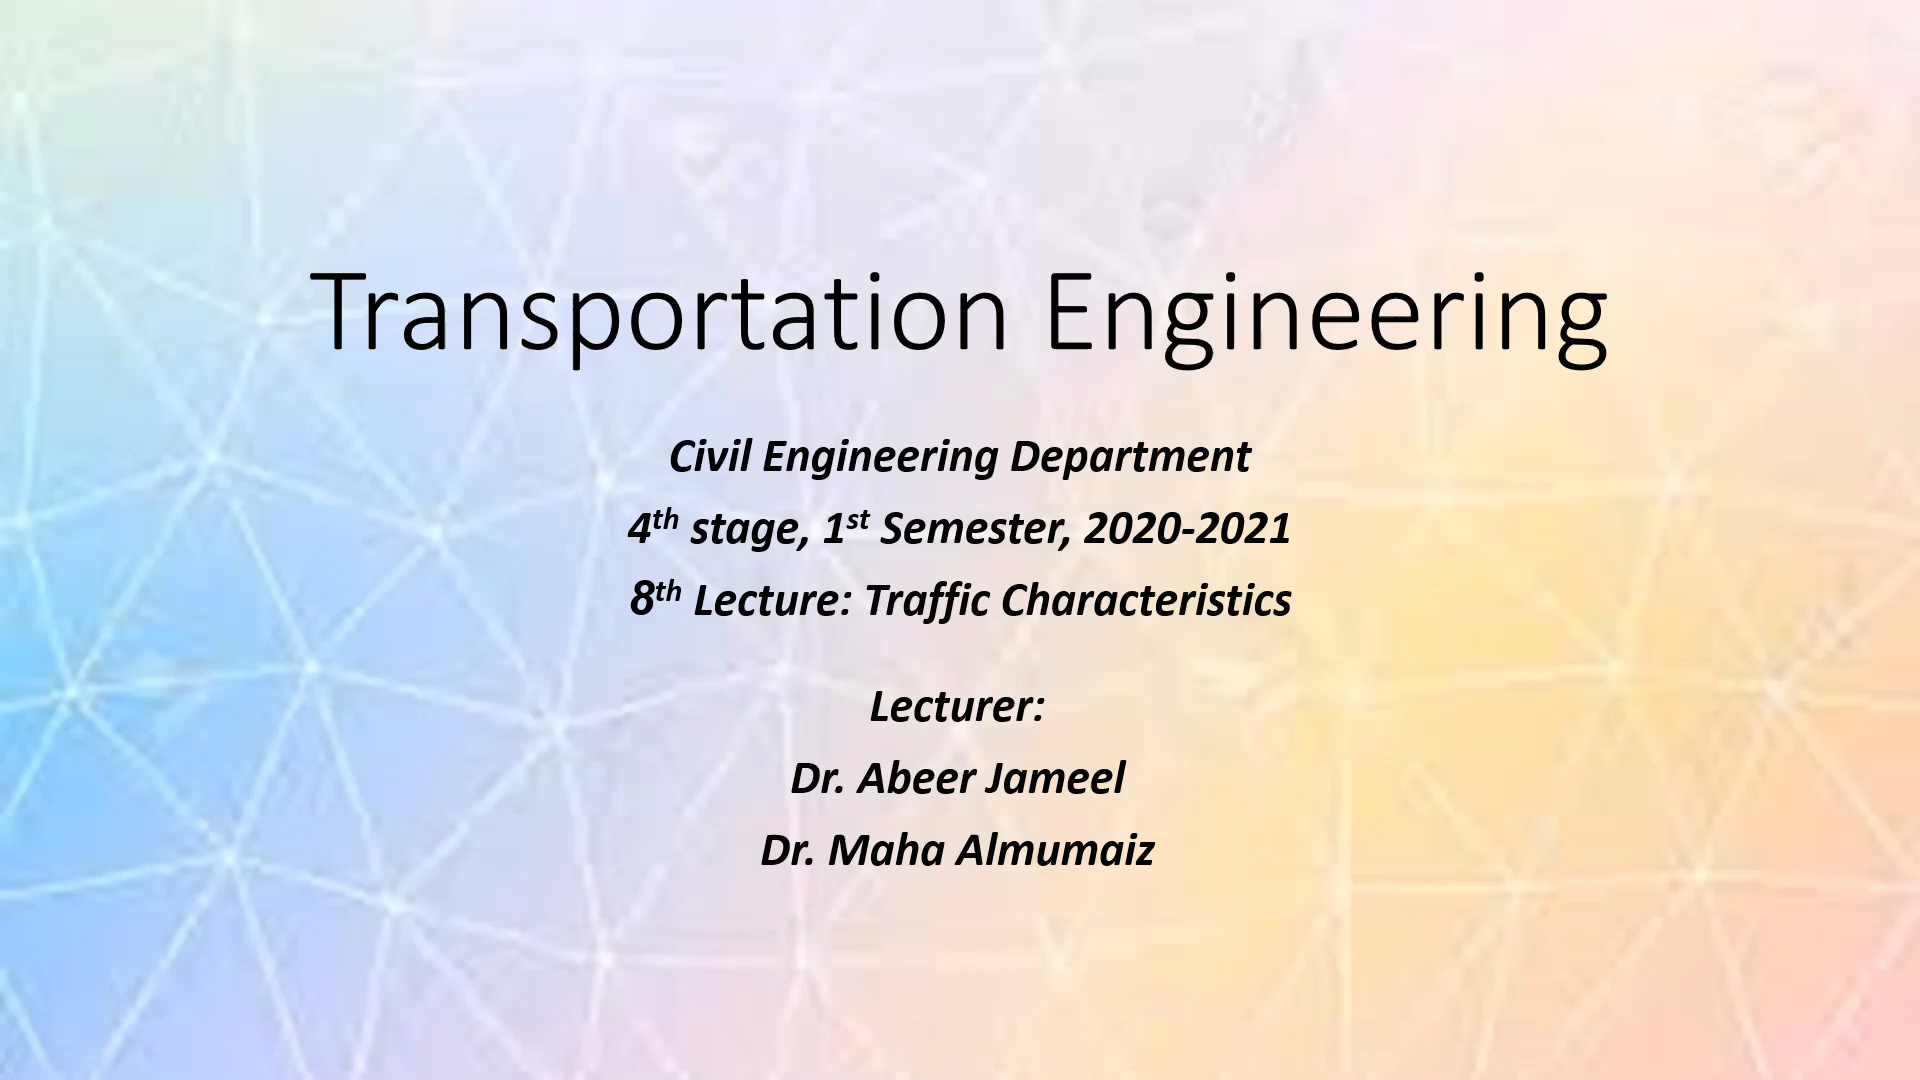 Transportation Engineering
Civil Engineering Department
4th stage, 1st Semester, 2020-2021
8th Lecture: Traffic Characteristics
Lecturer:
Dr. Abeer Jameel
Dr. Maha Almumaiz